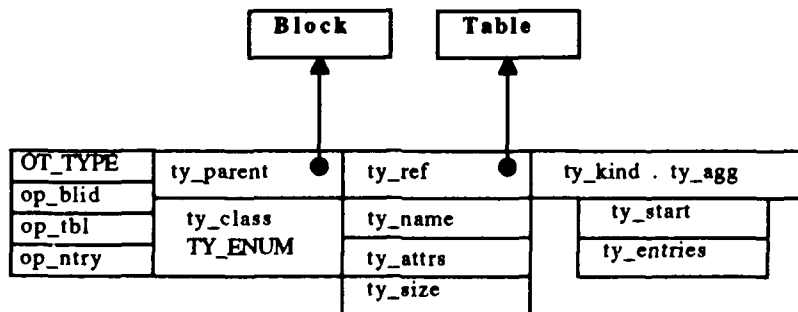 Block
Table
OT_TYPE
op_blid
op_tbl
op_ntry
ty_parent
ty_class
TY_ENUM
ty_ref
ty_name
ty_attrs
ty_size
ty_kind . ty_agg
ty_start
ty_entries